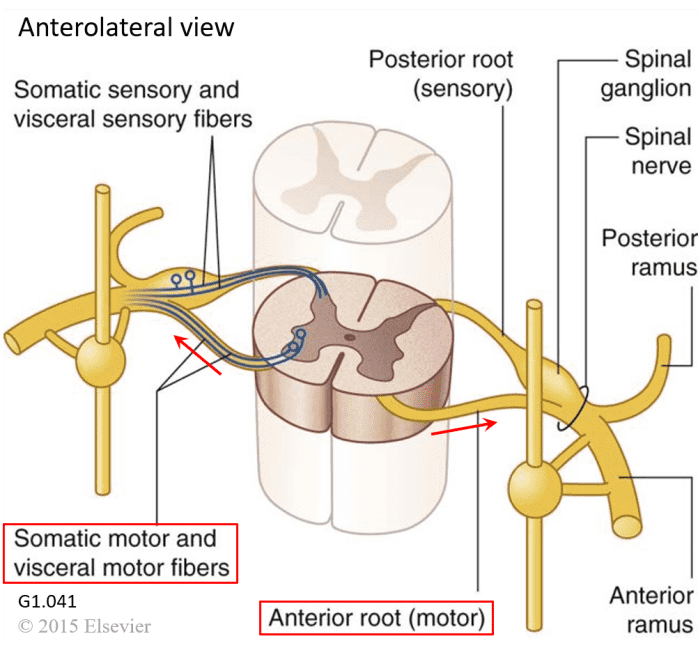 Anterolateral view
Somatic sensory and
visceral sensory fibers
Posterior root
(sensory)
Spinal
ganglion
Spinal
nerve
Posterior
ramus
Somatic motor and
visceral motor fibers
G1.041
© 2015 Elsevier
Anterior root (motor)
Anterior
ramus